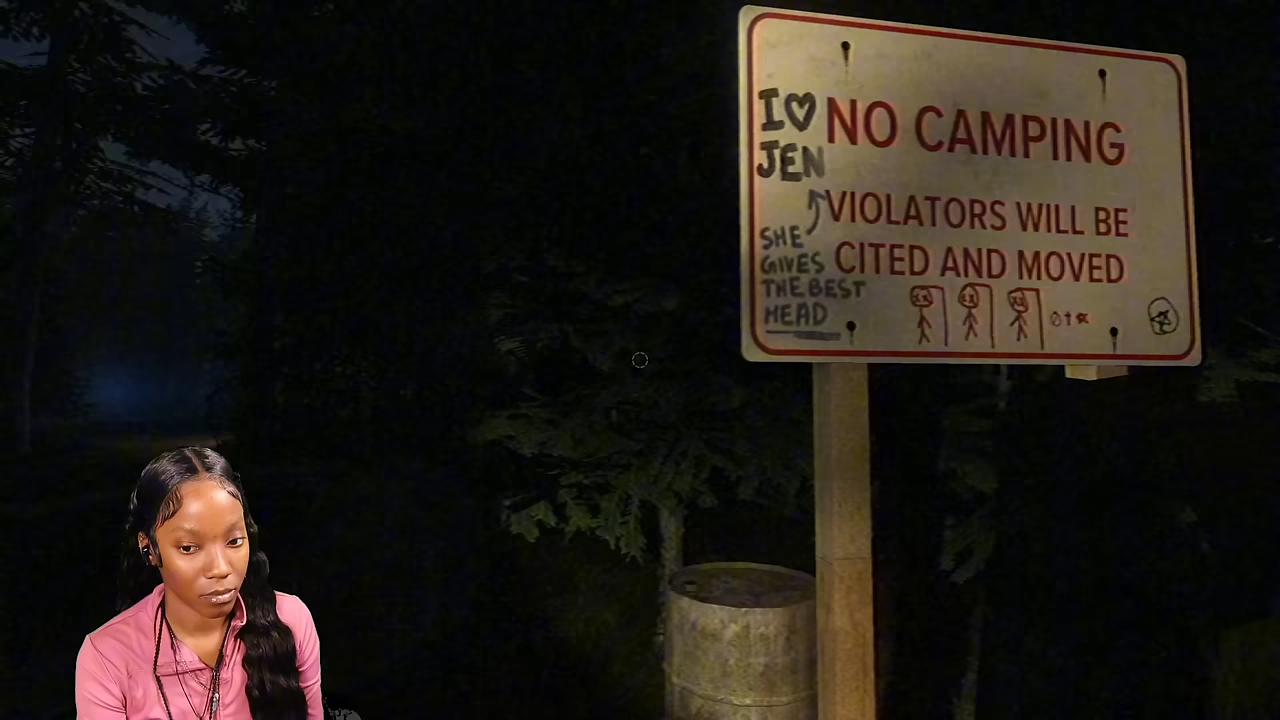 I♡
JEN
NO CAMPING
VIOLATORS WILL BE
CITED AND MOVED
SHE
GIVES
THE BEST
HEAD